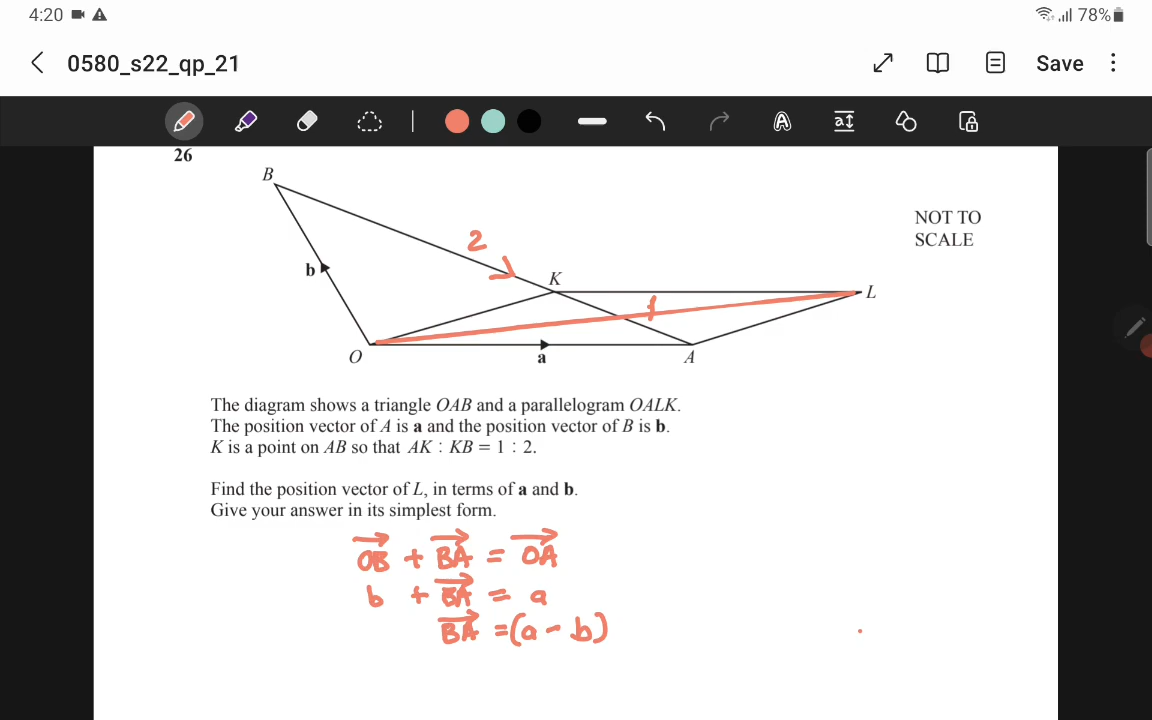 4:20 78%
0580_s22_qp_21 Save
A a
26
B
NOT TO
SCALE
2
b K
L
1
O a A
The diagram shows a triangle OAB and a parallelogram OALK.
The position vector of A is a and the position vector of B is b.
K is a point on AB so that AK : KB = 1 : 2.
Find the position vector of L, in terms of a and b.
Give your answer in its simplest form.
OB + BA = OA
b + BA = a
BA = (a - b)